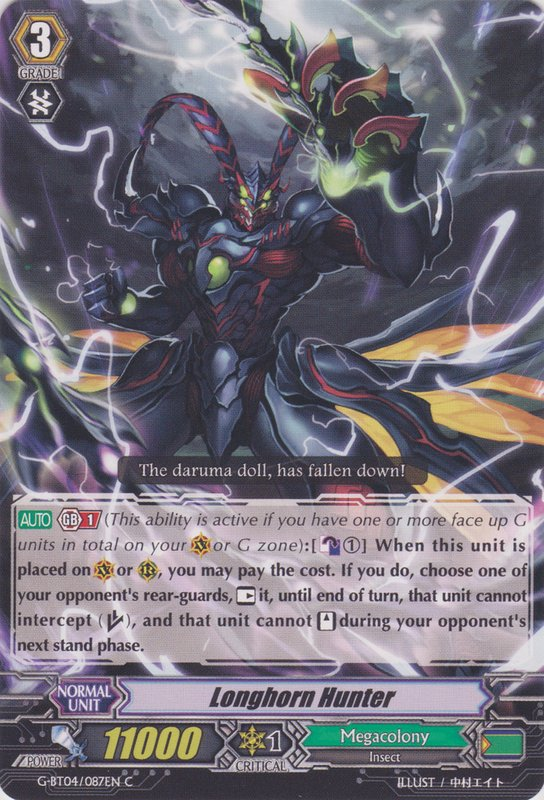 3
GRADE
The daruma doll, has fallen down!
AUTO GB 1 (This ability is active if you have one or more face up G
units in total on your V or G zone):[①] When this unit is
placed on V or R, you may pay the cost. If you do, choose one
of your opponent's rear-guards, it, until end of turn, that unit cannot
intercept ( ), and that unit cannot during your opponent's
next stand phase.
NORMAL
UNIT
Longhorn Hunter
POWER
11000
1
CRITICAL
Megacolony
Insect
G-BT04/087EN C
ILLUST / 中村エイト